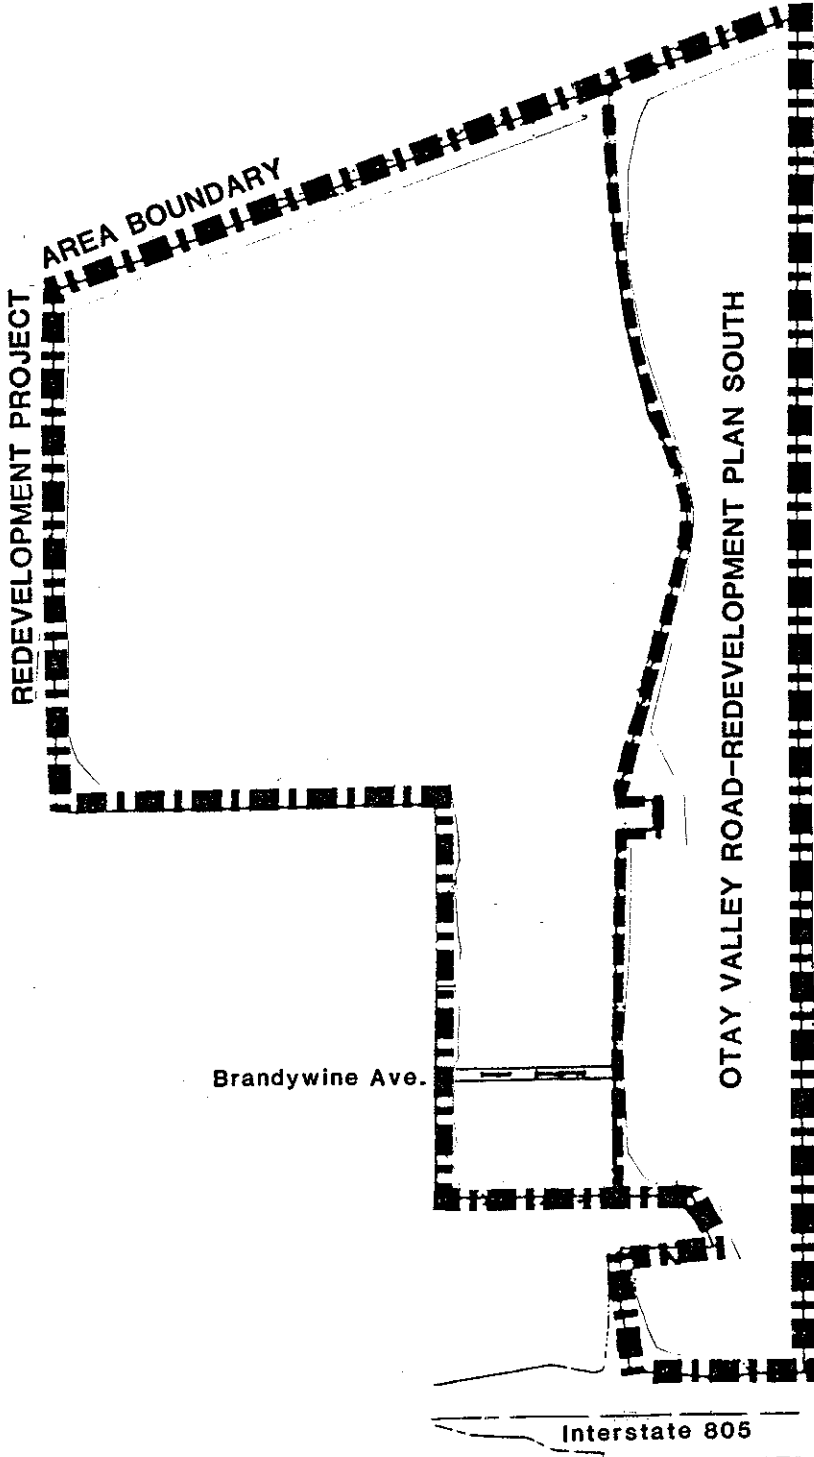 REDEVELOPMENT PROJECT
AREA BOUNDARY
OTAY VALLEY ROAD–REDEVELOPMENT PLAN SOUTH
Brandywine Ave.
Interstate 805